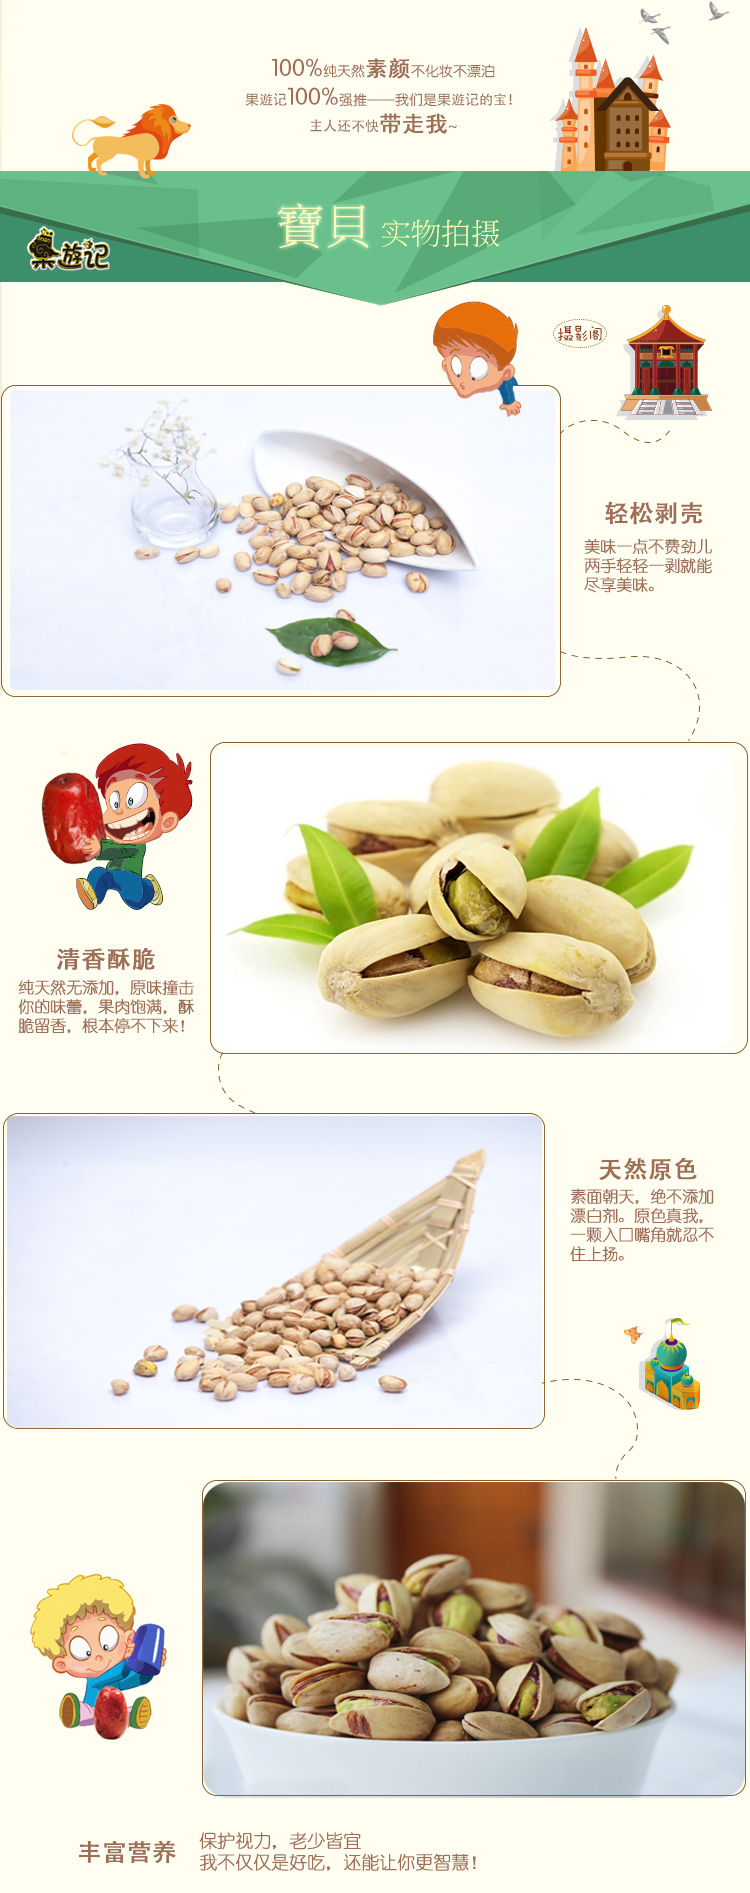 100%纯天然素颜不化妆不漂泊
果遊记100%强推——我们是果遊记的宝!
主人还不快带走我~
寶貝 实物拍摄
果遊记
摄影阁
轻松剥壳
美味一点不费劲儿
两手轻轻一剥就能
尽享美味。
清香酥脆
纯天然无添加，原味撞击
你的味蕾，果肉饱满，酥
脆留香，根本停不下来!
天然原色
素面朝天，绝不添加
漂白剂。原色真我，
一颗入口嘴角就忍不
住上扬。
丰富营养
保护视力，老少皆宜
我不仅仅是好吃，还能让你更智慧!